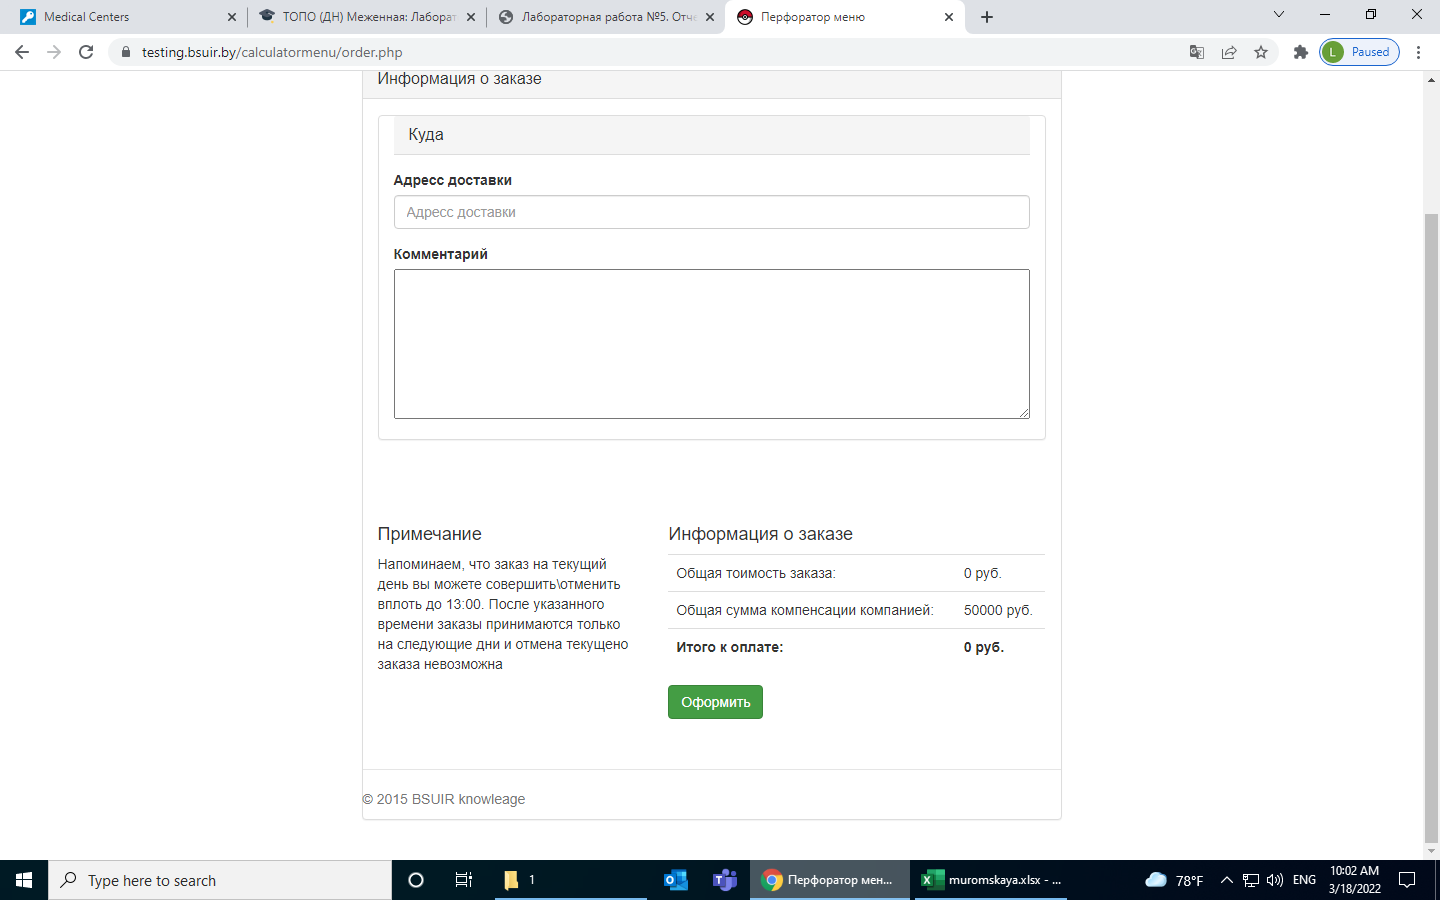 Medical Centers
ТОПО (ДН) Меженная: Лаборат
Лабораторная работа №5. Отче
Перфоратор меню
testing.bsuir.by/calculatormenu/order.php
L Paused
Информация о заказе
Куда
Адресс доставки
Адресс доставки
Комментарий
Примечание
Напоминаем, что заказ на текущий
день вы можете совершить\отменить
вплоть до 13:00. После указанного
времени заказы принимаются только
на следующие дни и отмена текущено
заказа невозможна
Информация о заказе
Общая тоимость заказа: 0 руб.
Общая сумма компенсации компанией: 50000 руб.
Итого к оплате: 0 руб.
Оформить
© 2015 BSUIR knowleage
Type here to search
1
Перфоратор мен...
muromskaya.xlsx - ...
78°F
ENG
10:02 AM
3/18/2022